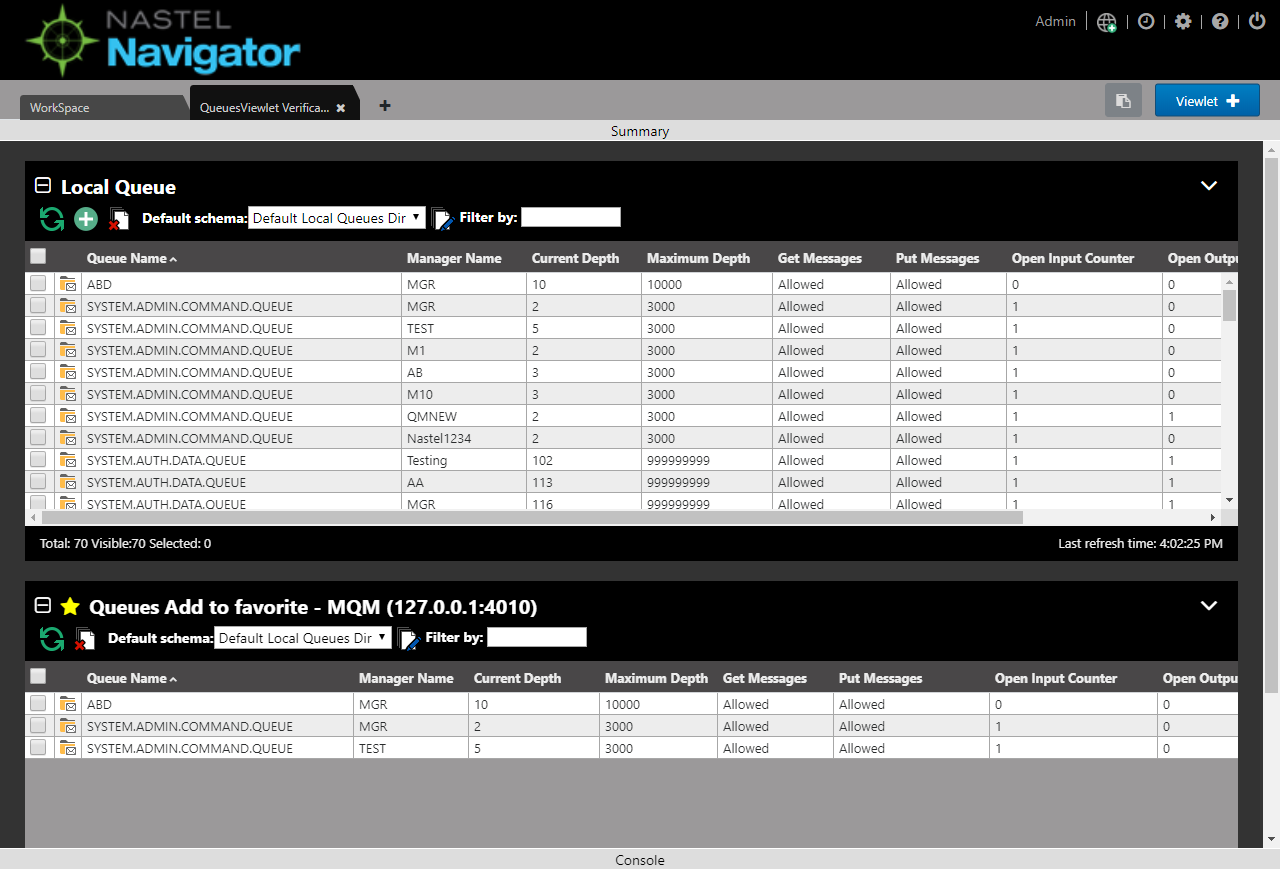 NASTEL
Navigator
Admin
WorkSpace
QueuesViewlet Verifica...
Viewlet
Summary
Local Queue
Default schema: Default Local Queues Dir Filter by:
Queue Name Manager Name Current Depth Maximum Depth Get Messages Put Messages Open Input Counter Open Outpu
ABD MGR 10 10000 Allowed Allowed 0 0
SYSTEM.ADMIN.COMMAND.QUEUE MGR 2 3000 Allowed Allowed 1 0
SYSTEM.ADMIN.COMMAND.QUEUE TEST 5 3000 Allowed Allowed 1 0
SYSTEM.ADMIN.COMMAND.QUEUE M1 2 3000 Allowed Allowed 1 0
SYSTEM.ADMIN.COMMAND.QUEUE AB 3 3000 Allowed Allowed 1 0
SYSTEM.ADMIN.COMMAND.QUEUE M10 3 3000 Allowed Allowed 1 0
SYSTEM.ADMIN.COMMAND.QUEUE QMNEW 2 3000 Allowed Allowed 1 1
SYSTEM.ADMIN.COMMAND.QUEUE Nastel1234 2 3000 Allowed Allowed 1 0
SYSTEM.AUTH.DATA.QUEUE Testing 102 999999999 Allowed Allowed 1 1
SYSTEM.AUTH.DATA.QUEUE AA 113 999999999 Allowed Allowed 1 1
SYSTEM.AUTH.DATA.QUEUE MGR 116 999999999 Allowed Allowed 1 1
Total: 70 Visible:70 Selected: 0 Last refresh time: 4:02:25 PM
Queues Add to favorite - MQM (127.0.0.1:4010)
Default schema: Default Local Queues Dir Filter by:
Queue Name Manager Name Current Depth Maximum Depth Get Messages Put Messages Open Input Counter Open Outpu
ABD MGR 10 10000 Allowed Allowed 0 0
SYSTEM.ADMIN.COMMAND.QUEUE MGR 2 3000 Allowed Allowed 1 0
SYSTEM.ADMIN.COMMAND.QUEUE TEST 5 3000 Allowed Allowed 1 0
Console